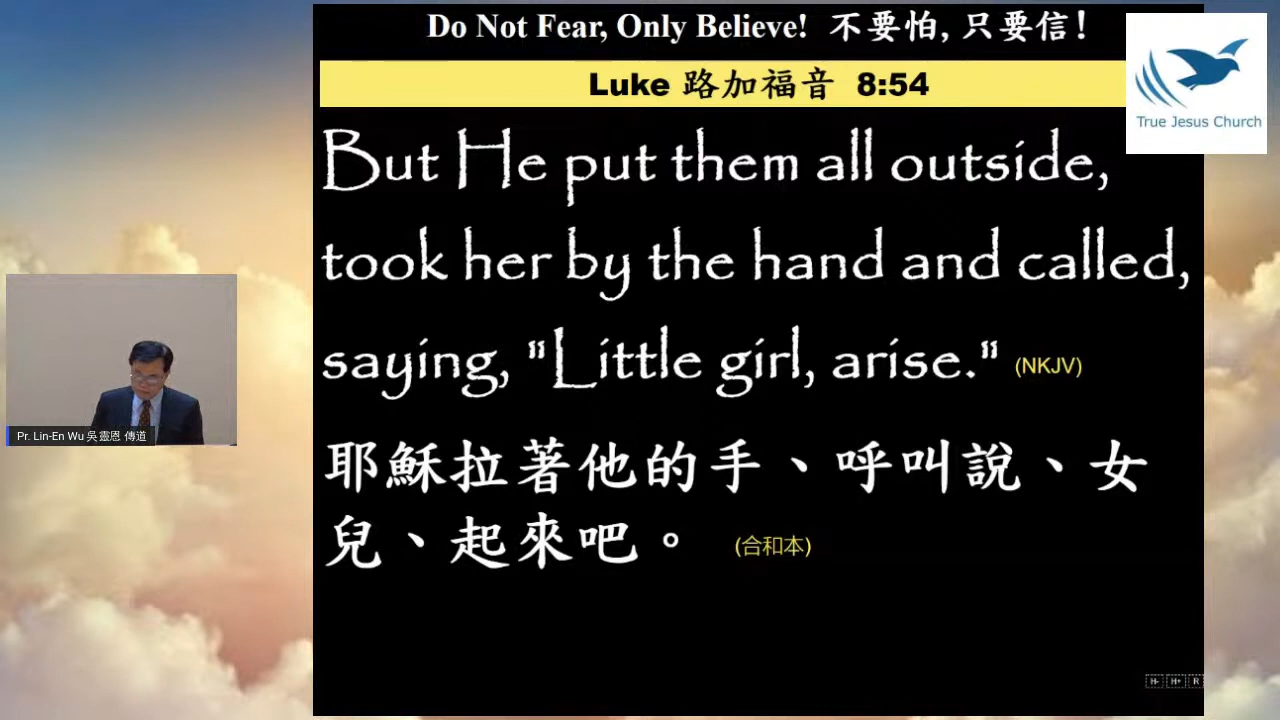 Do Not Fear, Only Believe! 不要怕, 只要信!
Luke 路加福音 8:54
True Jesus Church
But He put them all outside,
took her by the hand and called,
saying, "Little girl, arise." (NKJV)
耶穌拉著他的手、呼叫說、女
兒、起來吧。 (合和本)
Pr. Lin-En Wu 吳靈恩 傳道
H- H+ R